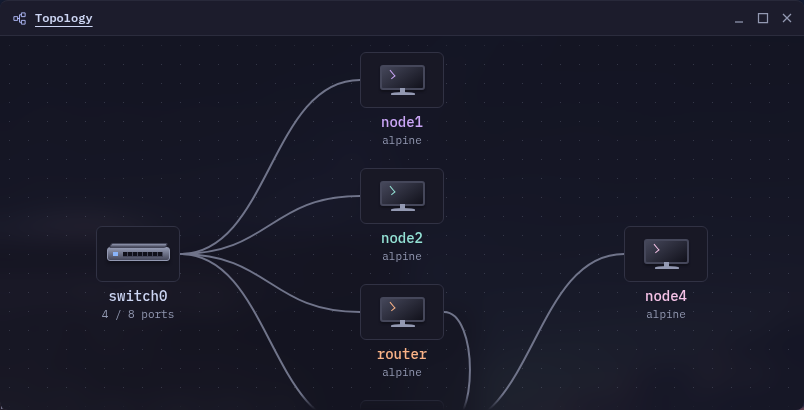 Topology
node1
alpine
node2
alpine
switch0
4 / 8 ports
node4
alpine
router
alpine